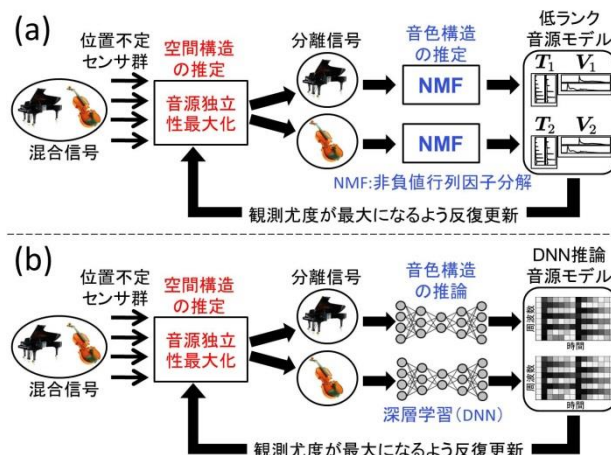 (a)
位置不定
センサ群
混合信号
空間構造
の推定
音源独立
性最大化
分離信号
音色構造
の推定
NMF
NMF
NMF:非負値行列因子分解
低ランク
音源モデル
T1 V1
T2 V2
観測尤度が最大になるよう反復更新
(b)
位置不定
センサ群
混合信号
空間構造
の推定
音源独立
性最大化
分離信号
音色構造
の推論
深層学習(DNN)
DNN推論
音源モデル
周波数
時間
周波数
時間
観測尤度が最大になるよう反復更新